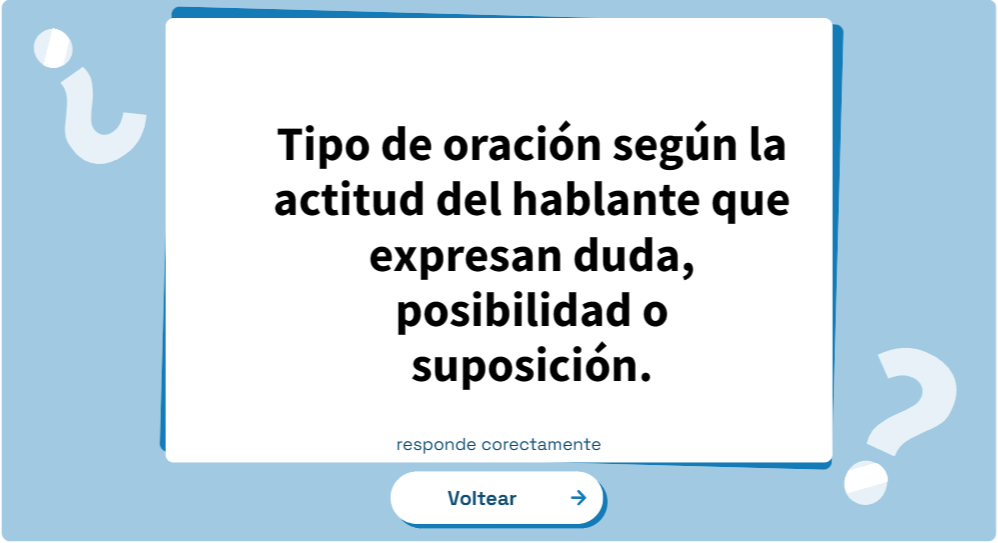 Tipo de oración según la
actitud del hablante que
expresan duda,
posibilidad o
suposición.
responde corectamente
Voltear